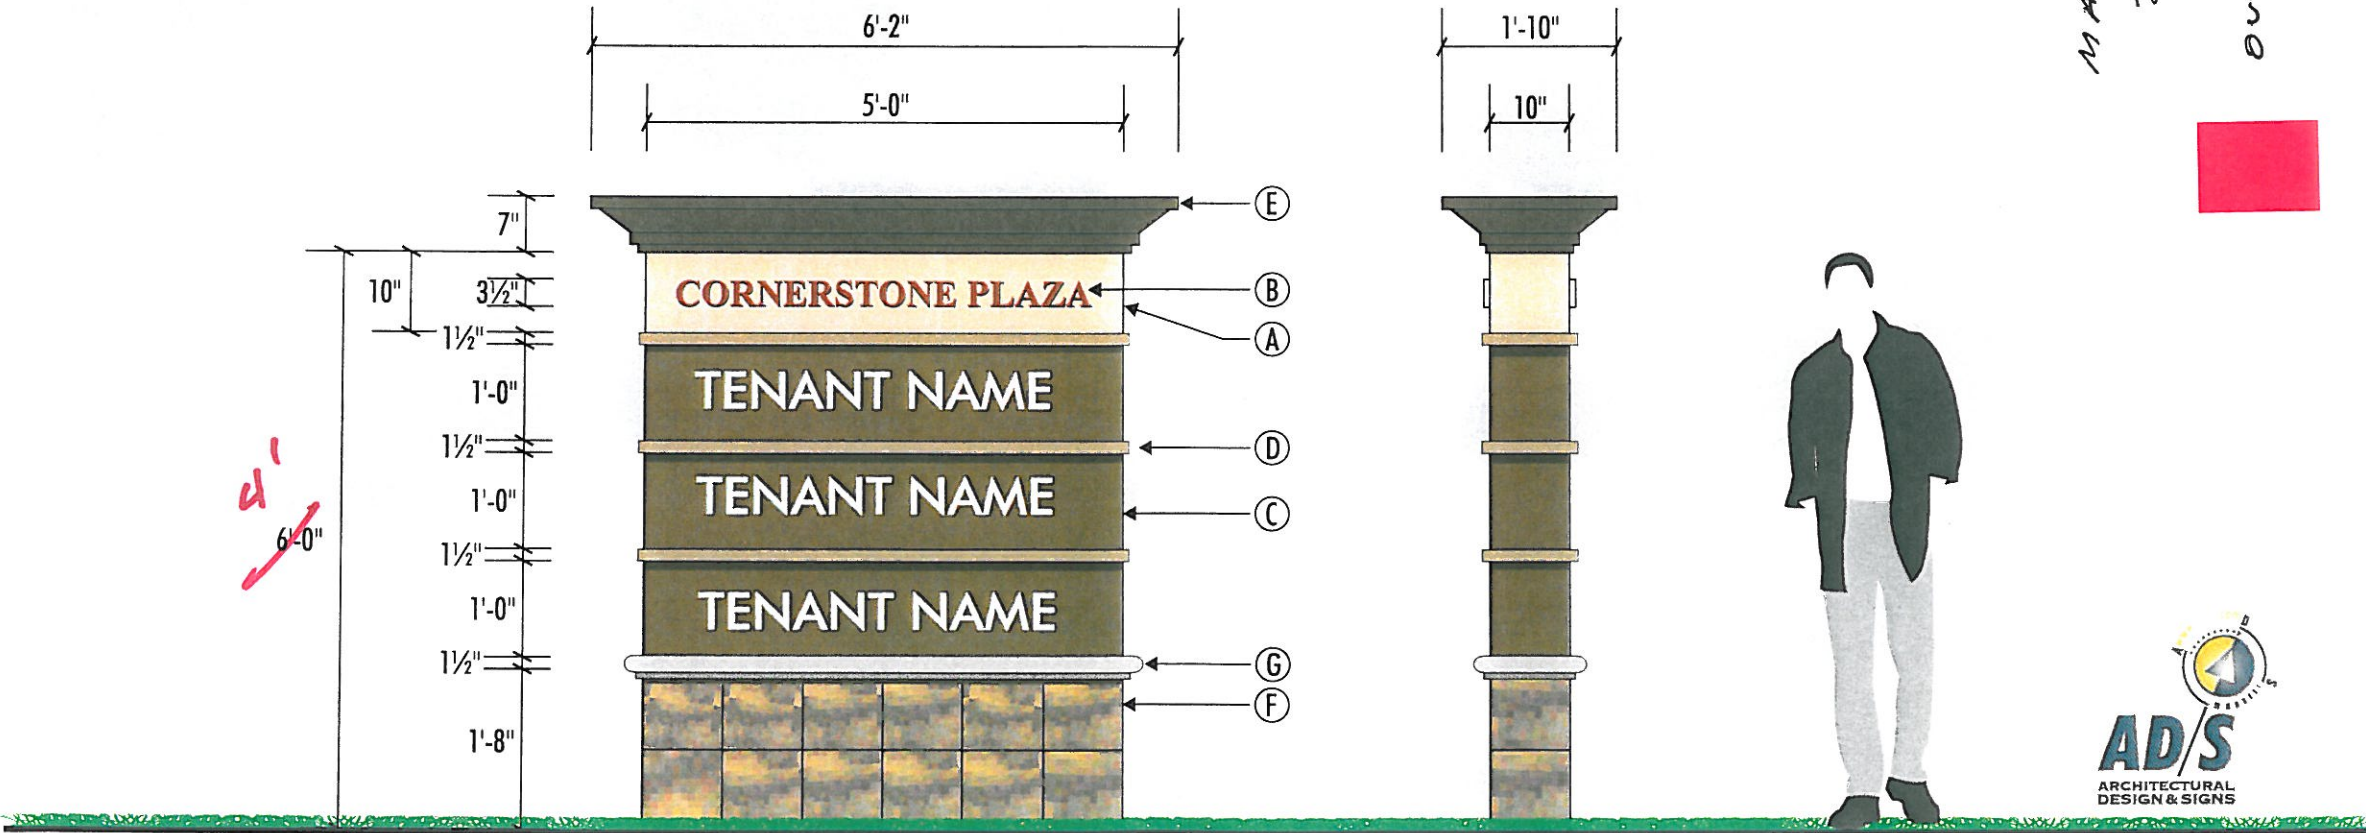 6'-2"
1'-10"
5'-0"
10"
7"
E
10"
3½"
CORNERSTONE PLAZA
B
1½"
A
1'-0"
TENANT NAME
1½"
D
4'
6'-0"
1'-0"
TENANT NAME
C
1½"
1'-0"
TENANT NAME
1½"
G
F
1'-8"
A D S
AD/S
ARCHITECTURAL
DESIGN & SIGNS